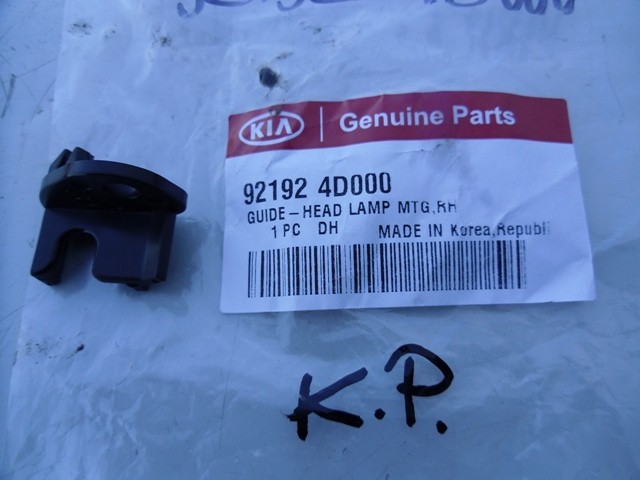 KIA | Genuine Parts
92192 4D000
GUIDE-HEAD LAMP MTG,RH
1 PC DH MADE IN Korea,Republi
K.P.